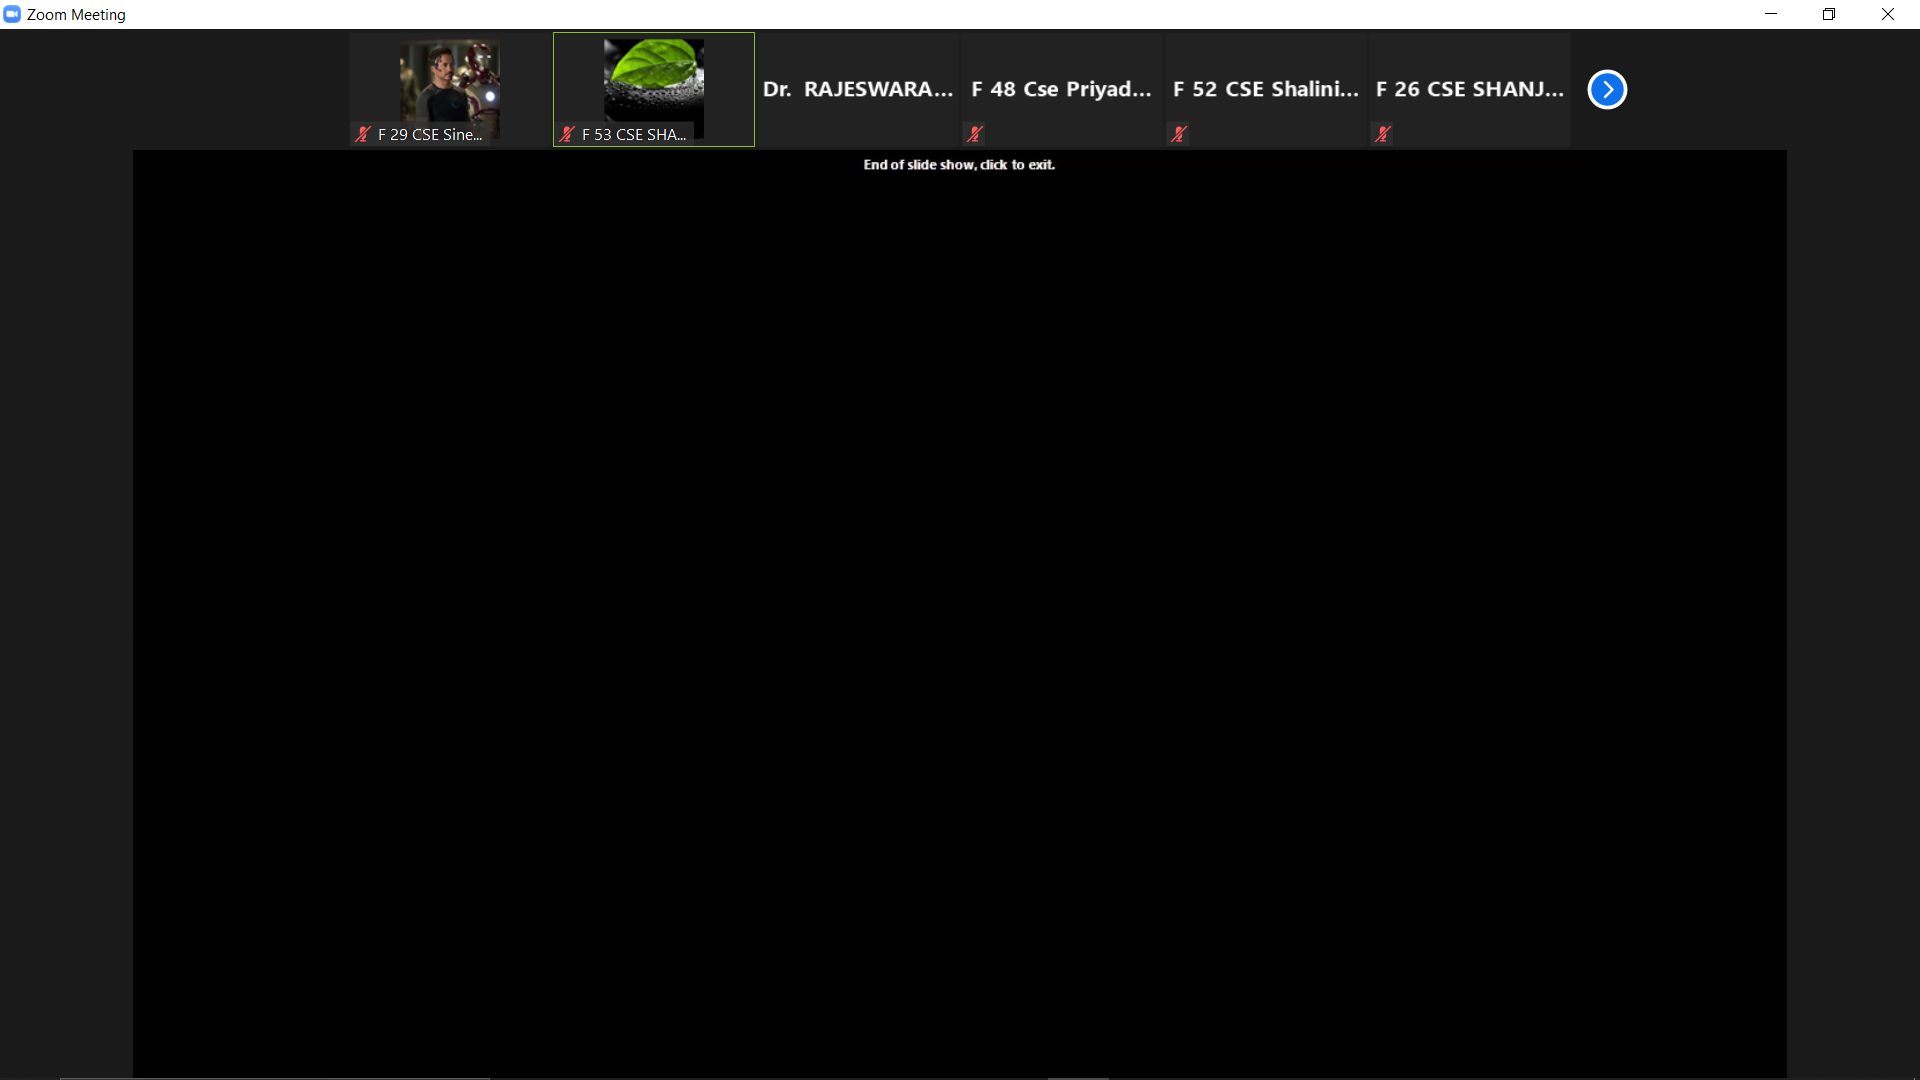 Zoom Meeting
F 29 CSE Sine...
F 53 CSE SHA...
Dr. RAJESWARA...
F 48 Cse Priyad...
F 52 CSE Shalini...
F 26 CSE SHANJ...
End of slide show, click to exit.